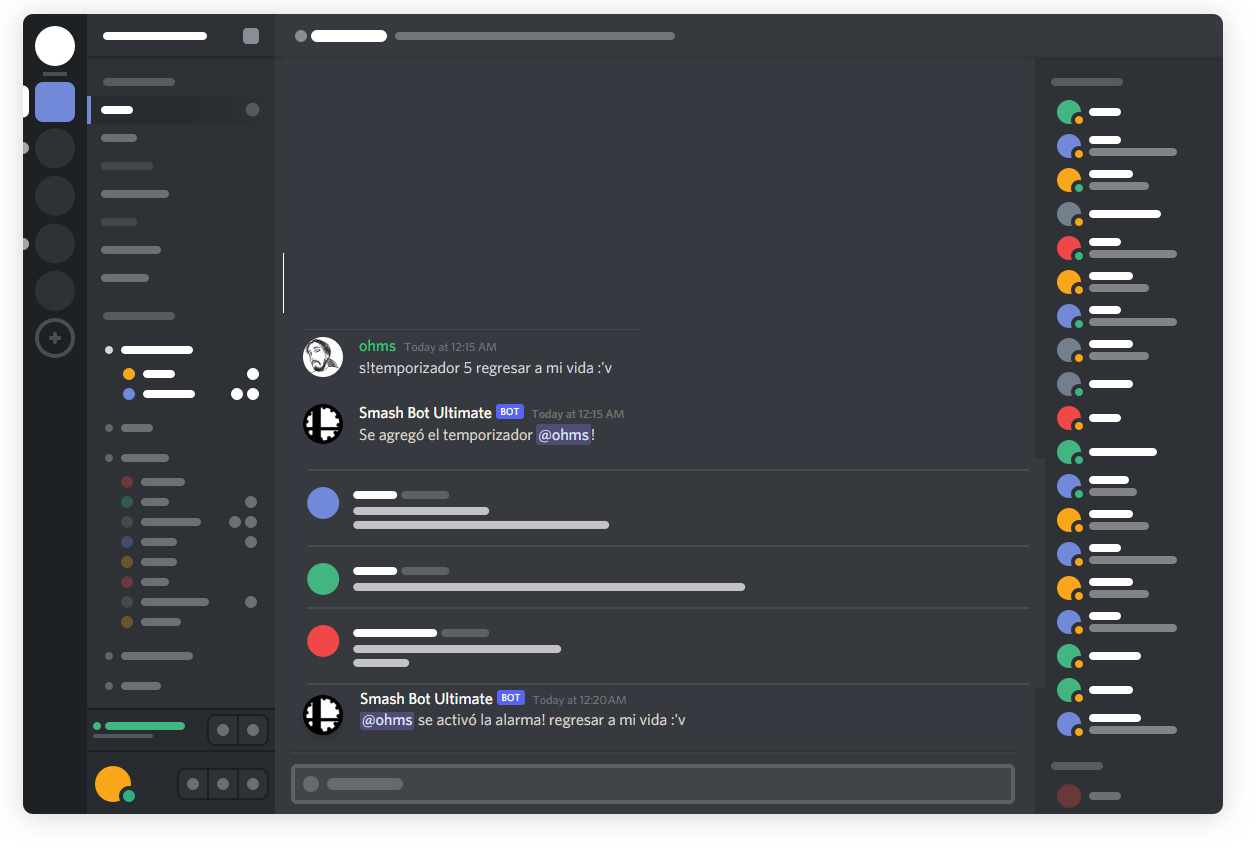 ohms Today at 12:15 AM
s!temporizador 5 regresar a mi vida :'v
Smash Bot Ultimate BOT Today at 12:15 AM
Se agregó el temporizador @ohms!
Smash Bot Ultimate BOT Today at 12:20 AM
@ohms se activó la alarma! regresar a mi vida :'v